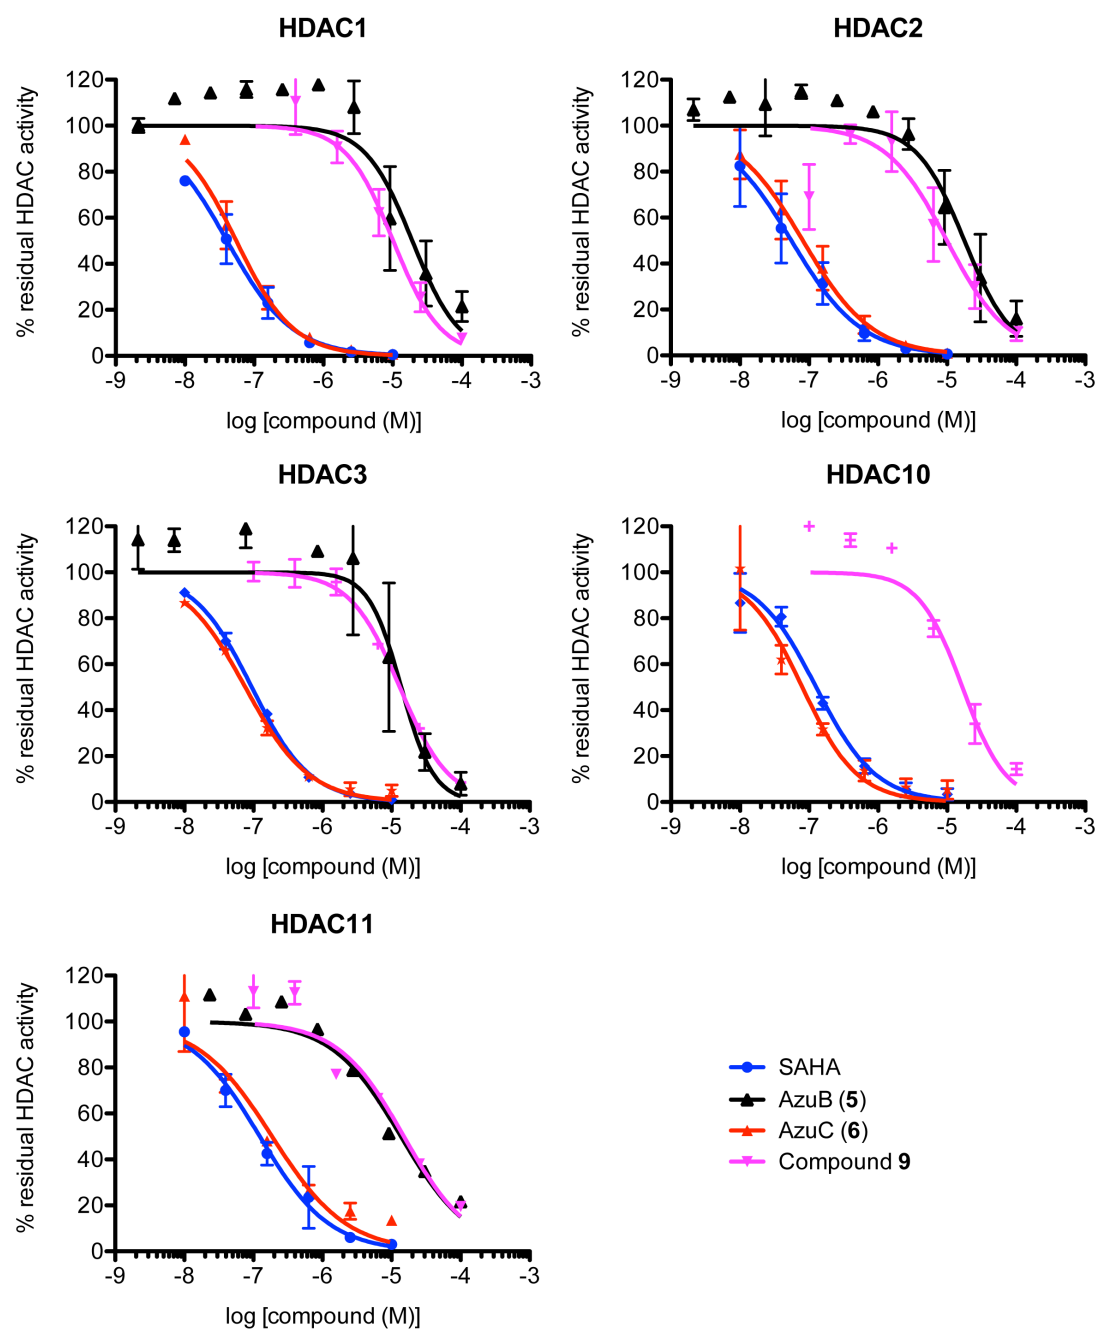 HDAC1
% residual HDAC activity
120
100
80
60
40
20
0
-9 -8 -7 -6 -5 -4 -3
log [compound (M)]
HDAC2
% residual HDAC activity
120
100
80
60
40
20
0
-9 -8 -7 -6 -5 -4 -3
log [compound (M)]
HDAC3
% residual HDAC activity
120
100
80
60
40
20
0
-9 -8 -7 -6 -5 -4 -3
log [compound (M)]
HDAC10
% residual HDAC activity
120
100
80
60
40
20
0
-9 -8 -7 -6 -5 -4 -3
log [compound (M)]
HDAC11
% residual HDAC activity
120
100
80
60
40
20
0
-9 -8 -7 -6 -5 -4 -3
log [compound (M)]
SAHA
AzuB (5)
AzuC (6)
Compound 9